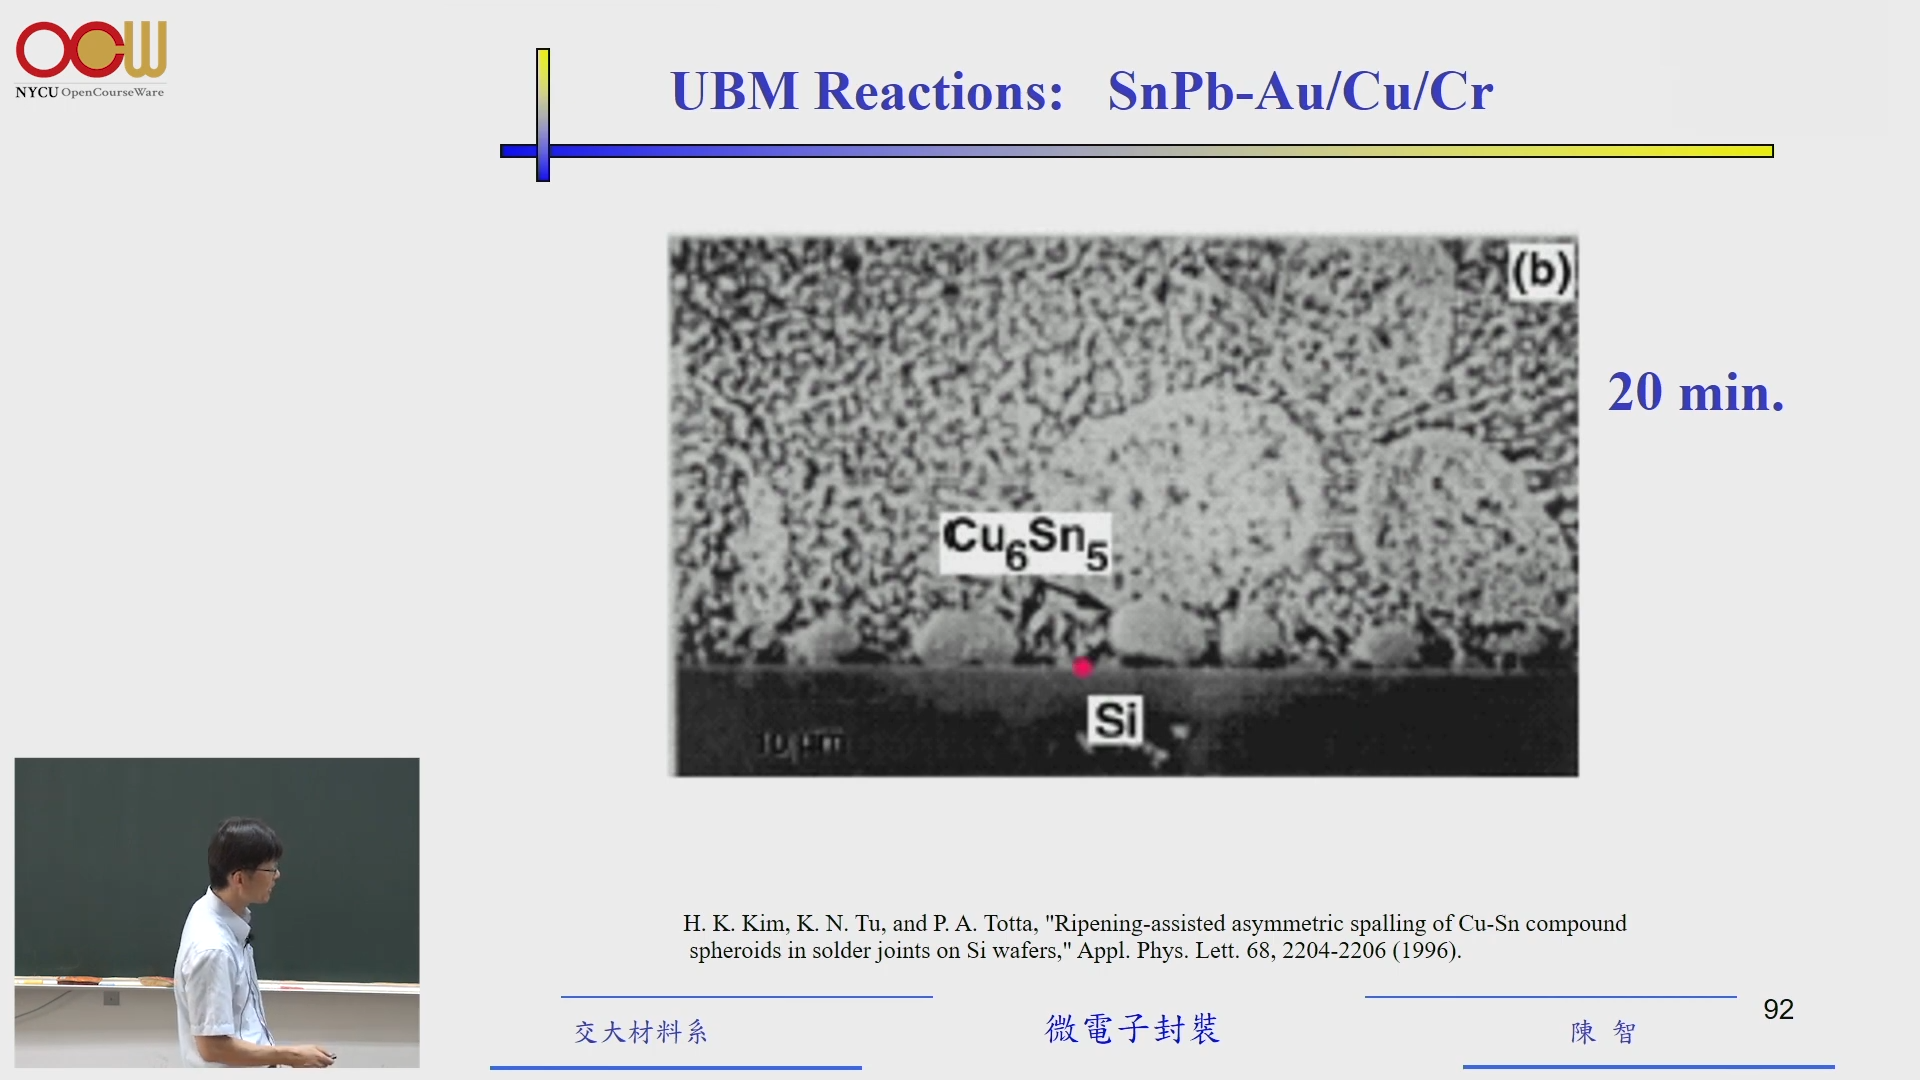 OCW
NYCU OpenCourseWare
UBM Reactions: SnPb-Au/Cu/Cr
(b)
20 min.
Cu6Sn5
Si
10 μm
H. K. Kim, K. N. Tu, and P. A. Totta, "Ripening-assisted asymmetric spalling of Cu-Sn compound
spheroids in solder joints on Si wafers," Appl. Phys. Lett. 68, 2204-2206 (1996).
交大材料系
微電子封裝
陳 智
92